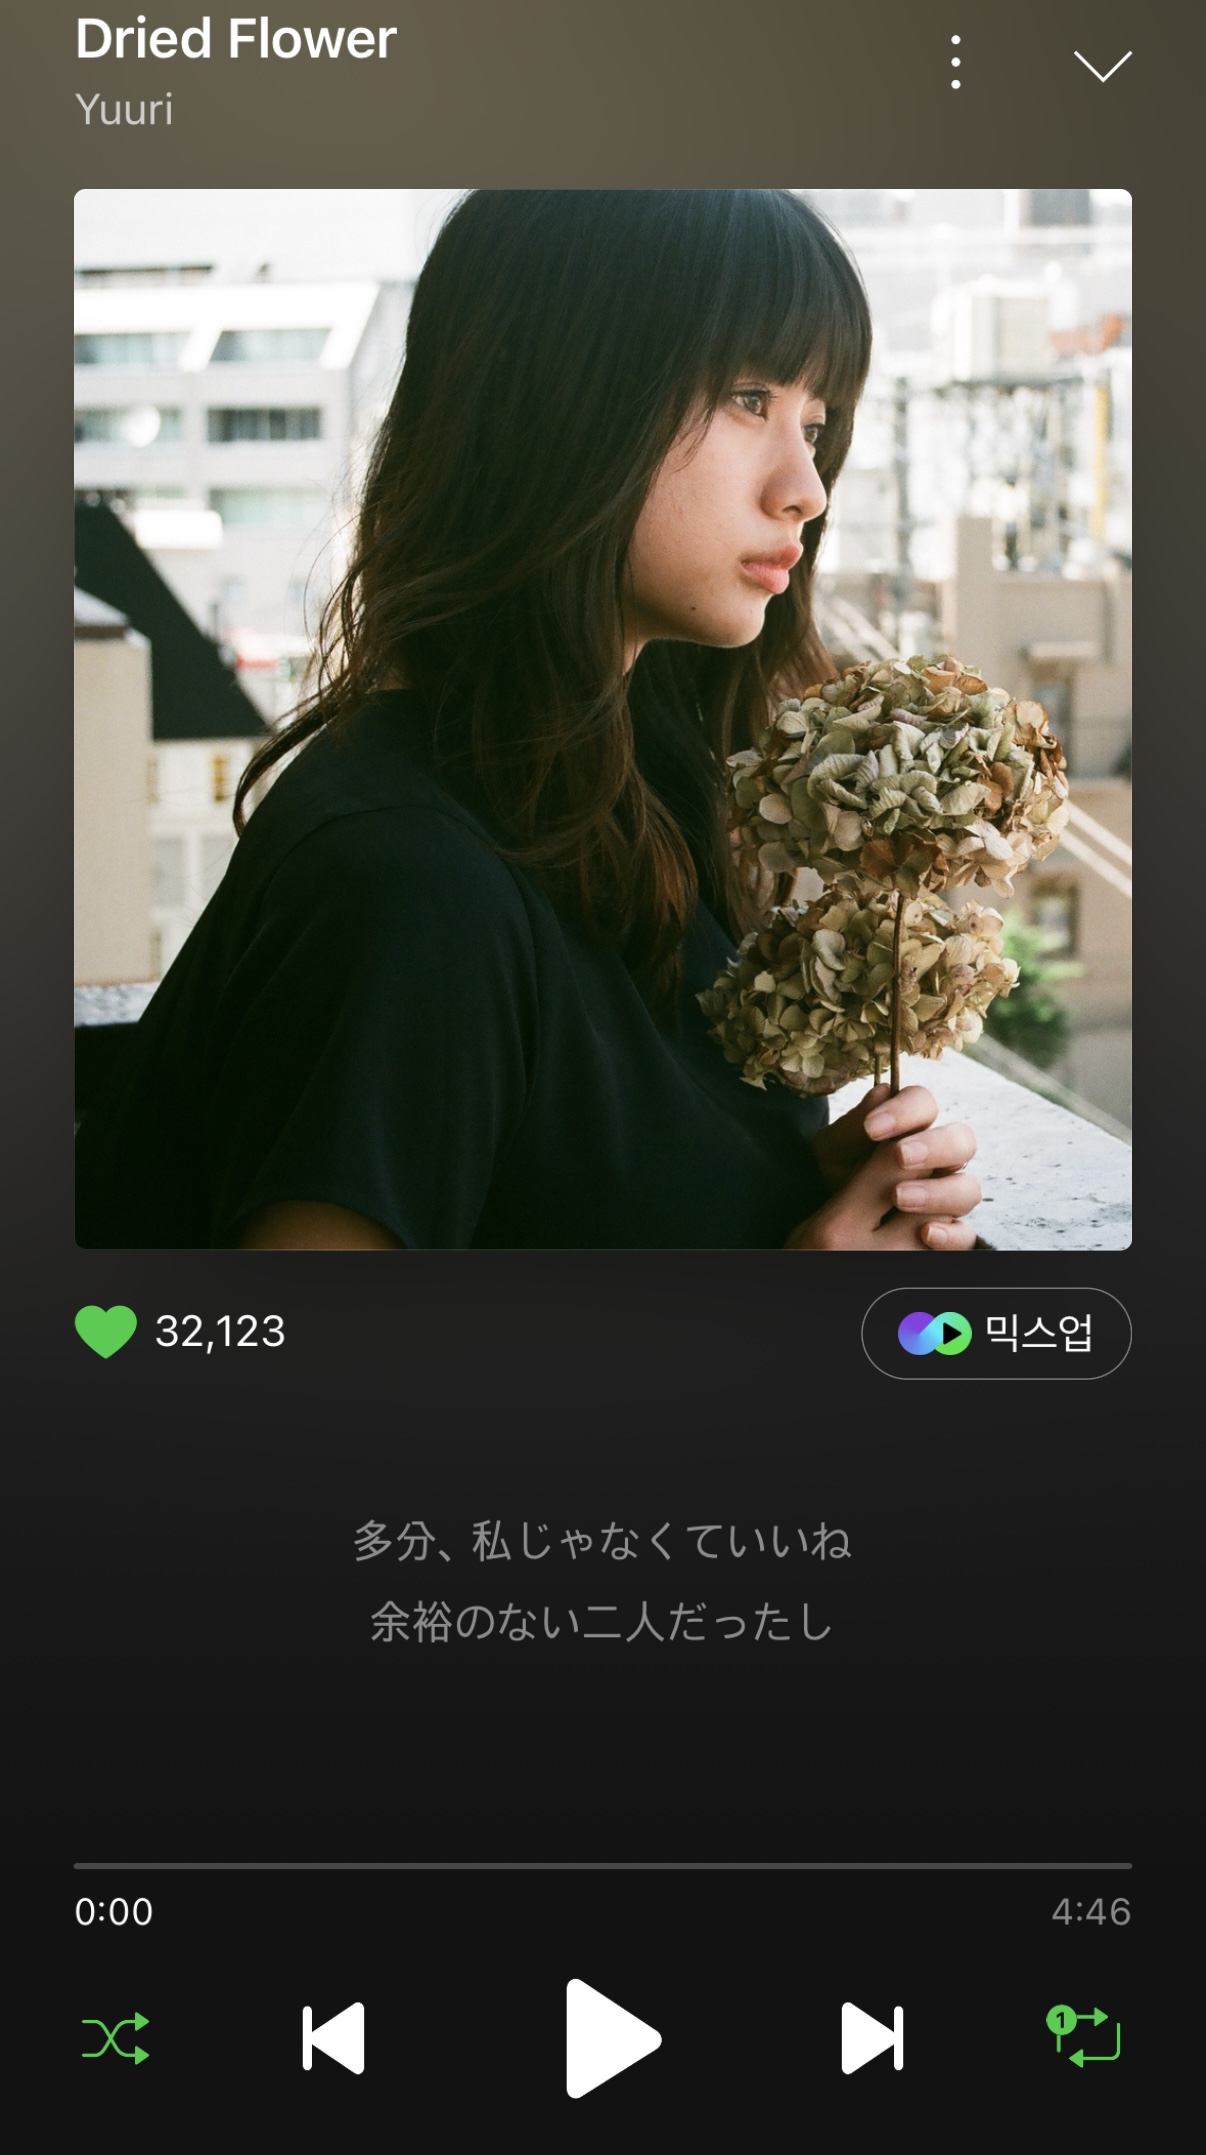 Dried Flower
Yuuri
32,123
믹스업
多分、私じゃなくていいね
余裕のない二人だったし
0:00
4:46
1